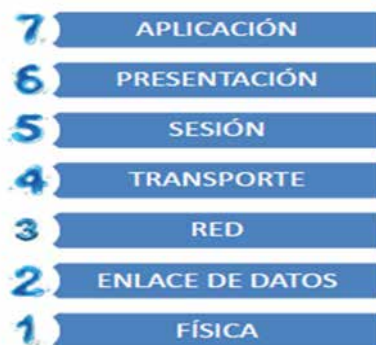 7 APLICACIÓN
6 PRESENTACIÓN
5 SESIÓN
4 TRANSPORTE
3 RED
2 ENLACE DE DATOS
1 FÍSICA